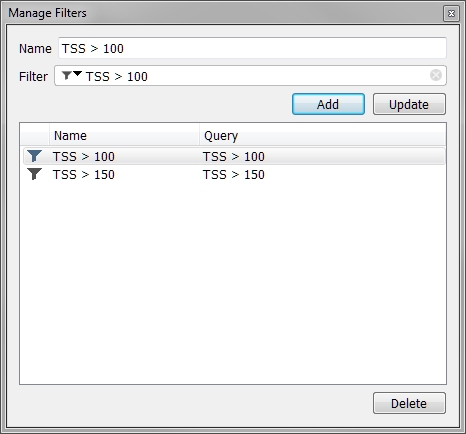 Manage Filters
Name TSS > 100
Filter TSS > 100
Add Update
Name Query
TSS > 100 TSS > 100
TSS > 150 TSS > 150
Delete